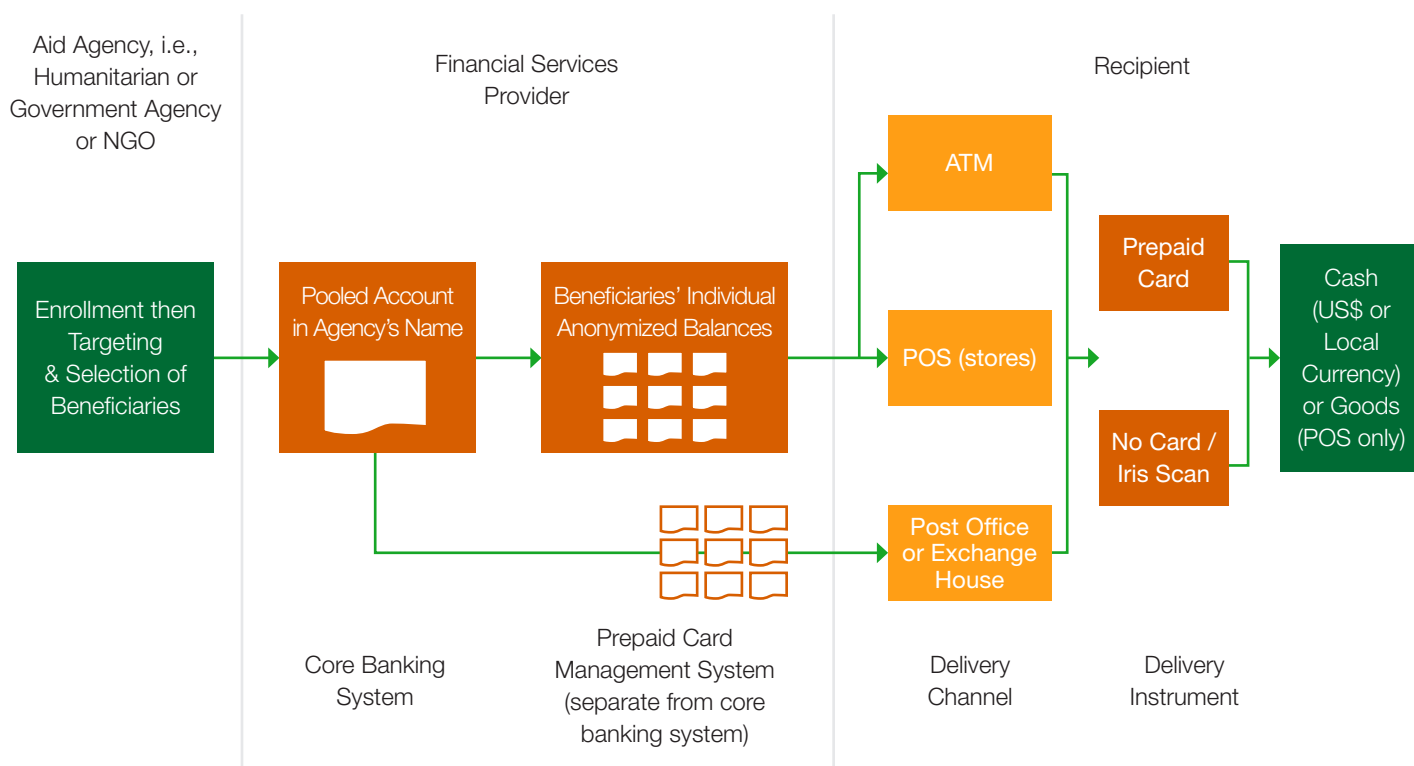 Aid Agency, i.e.,
Humanitarian or
Government Agency
or NGO
Financial Services
Provider
Recipient
Enrollment then
Targeting
& Selection of
Beneficiaries
Pooled Account
in Agency’s Name
Beneficiaries’ Individual
Anonymized Balances
ATM
POS (stores)
Post Office
or Exchange
House
Prepaid
Card
No Card /
Iris Scan
Cash
(US$ or
Local
Currency)
or Goods
(POS only)
Core Banking
System
Prepaid Card
Management System
(separate from core
banking system)
Delivery
Channel
Delivery
Instrument